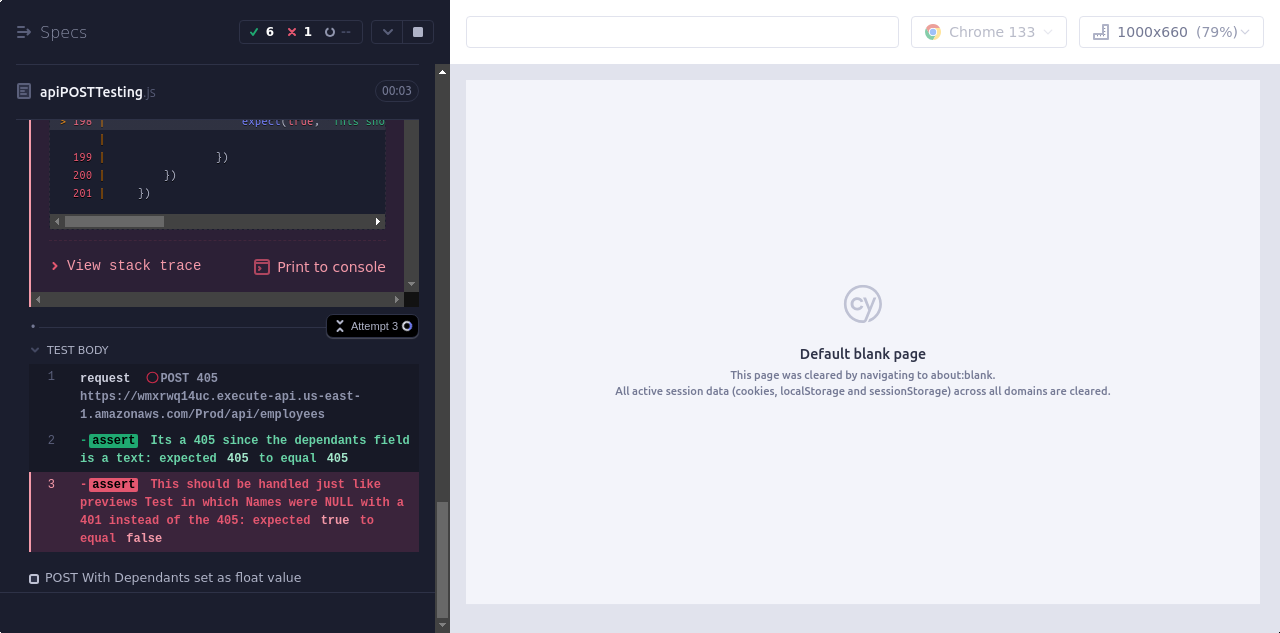 Specs
6 1 --
Chrome 133
1000x660 (79%)
apiPOSTTesting.js
00:03
> 198 | expect(true, "This sho
|
199 | })
200 | })
201 | })
View stack trace
Print to console
Attempt 3
TEST BODY
1 request POST 405
https://wmxrwq14uc.execute-api.us-east-
1.amazonaws.com/Prod/api/employees
2 -assert Its a 405 since the dependants field
is a text: expected 405 to equal 405
3 -assert This should be handled just like
previews Test in which Names were NULL with a
401 instead of the 405: expected true to
equal false
POST With Dependants set as float value
cy
Default blank page
This page was cleared by navigating to about:blank.
All active session data (cookies, localStorage and sessionStorage) across all domains are cleared.